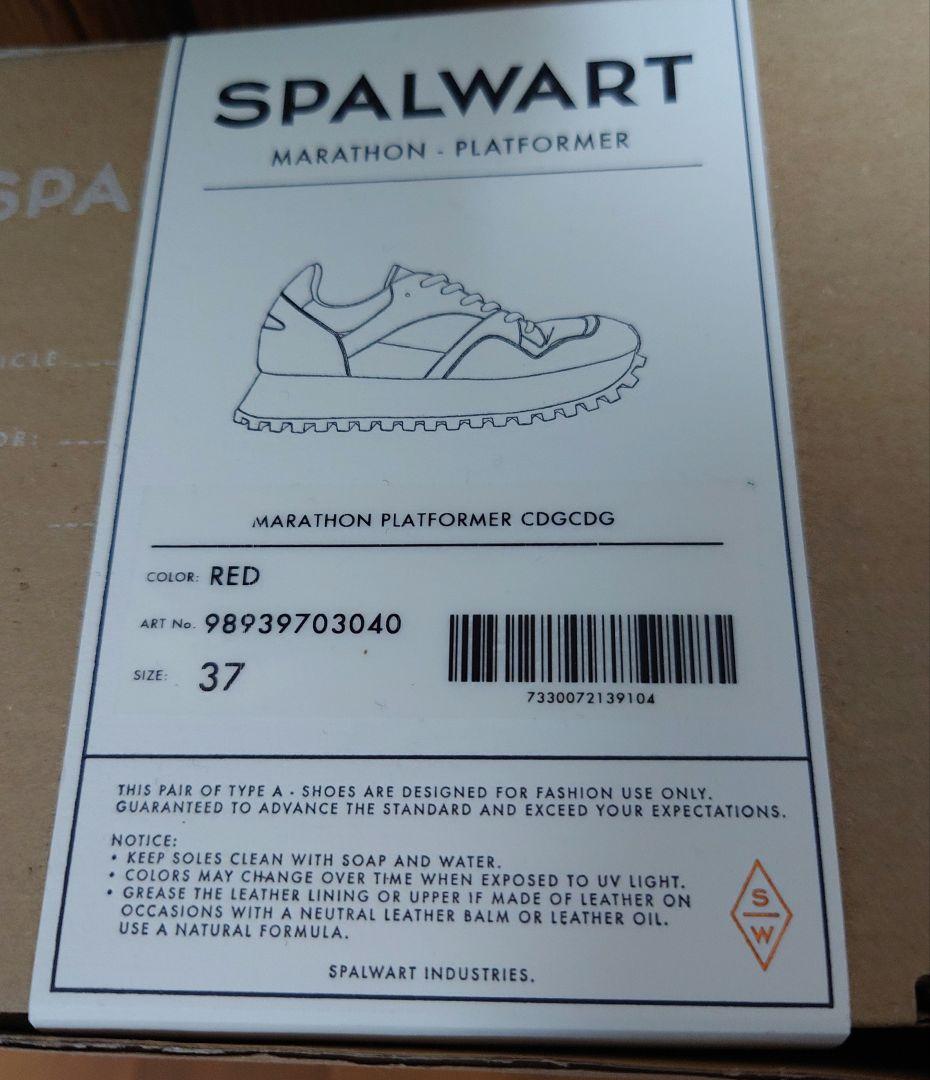 SPALWART
MARATHON - PLATFORMER
SPA
MARATHON PLATFORMER CDGCDG
COLOR: RED
ART No. 98939703040
SIZE: 37
7330072139104
THIS PAIR OF TYPE A - SHOES ARE DESIGNED FOR FASHION USE ONLY.
GUARANTEED TO ADVANCE THE STANDARD AND EXCEED YOUR EXPECTATIONS.
NOTICE:
• KEEP SOLES CLEAN WITH SOAP AND WATER.
• COLORS MAY CHANGE OVER TIME WHEN EXPOSED TO UV LIGHT.
• GREASE THE LEATHER LINING OR UPPER IF MADE OF LEATHER ON
OCCASIONS WITH A NEUTRAL LEATHER BALM OR LEATHER OIL.
USE A NATURAL FORMULA.
S
W
SPALWART INDUSTRIES.